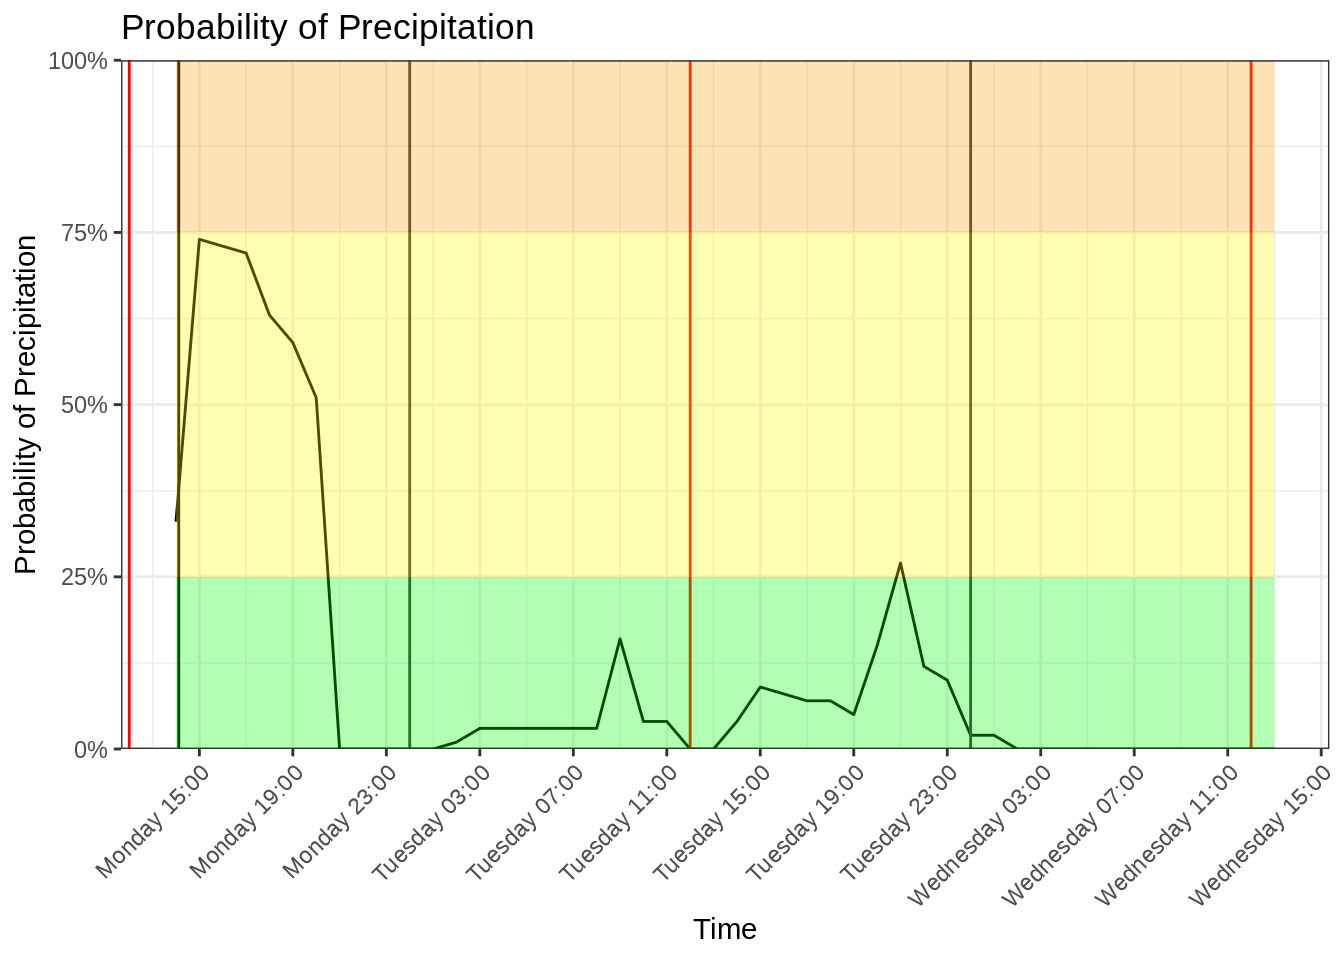 Probability of Precipitation
Probability of Precipitation
100%
75%
50%
25%
0%
Monday 15:00
Monday 19:00
Monday 23:00
Tuesday 03:00
Tuesday 07:00
Tuesday 11:00
Tuesday 15:00
Tuesday 19:00
Tuesday 23:00
Wednesday 03:00
Wednesday 07:00
Wednesday 11:00
Wednesday 15:00
Time